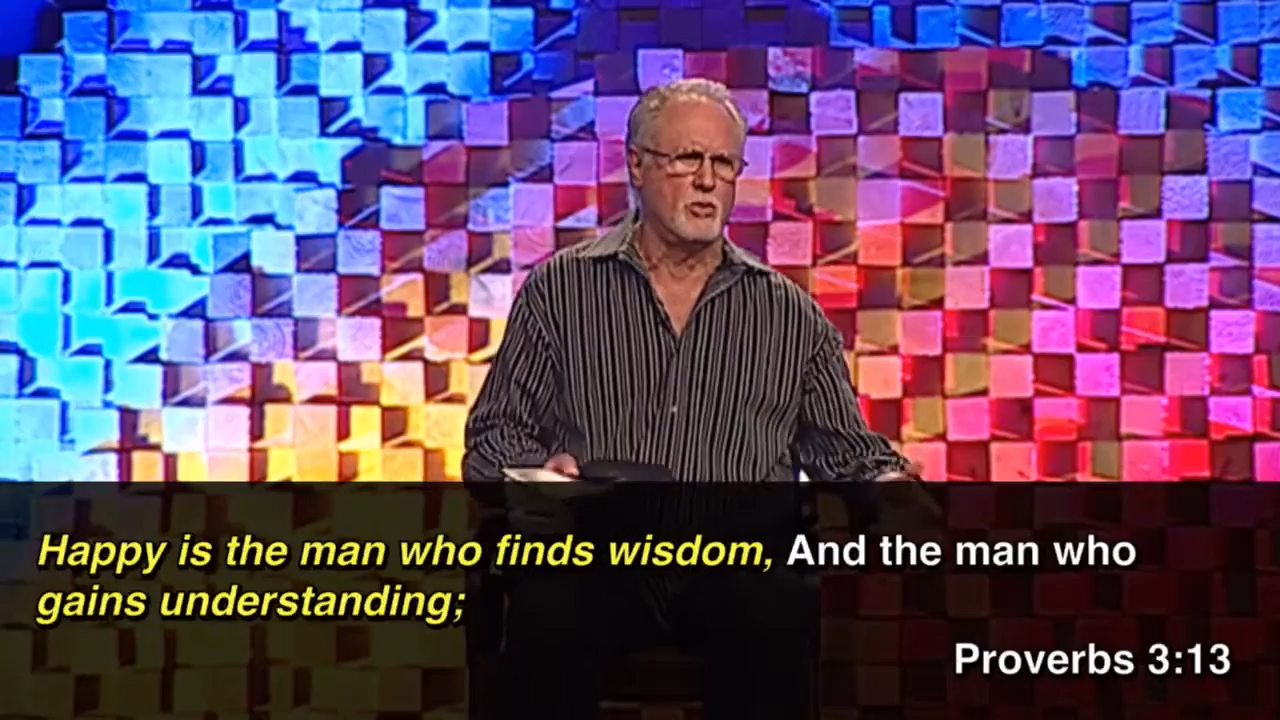 Happy is the man who finds wisdom, And the man who
gains understanding;
Proverbs 3:13